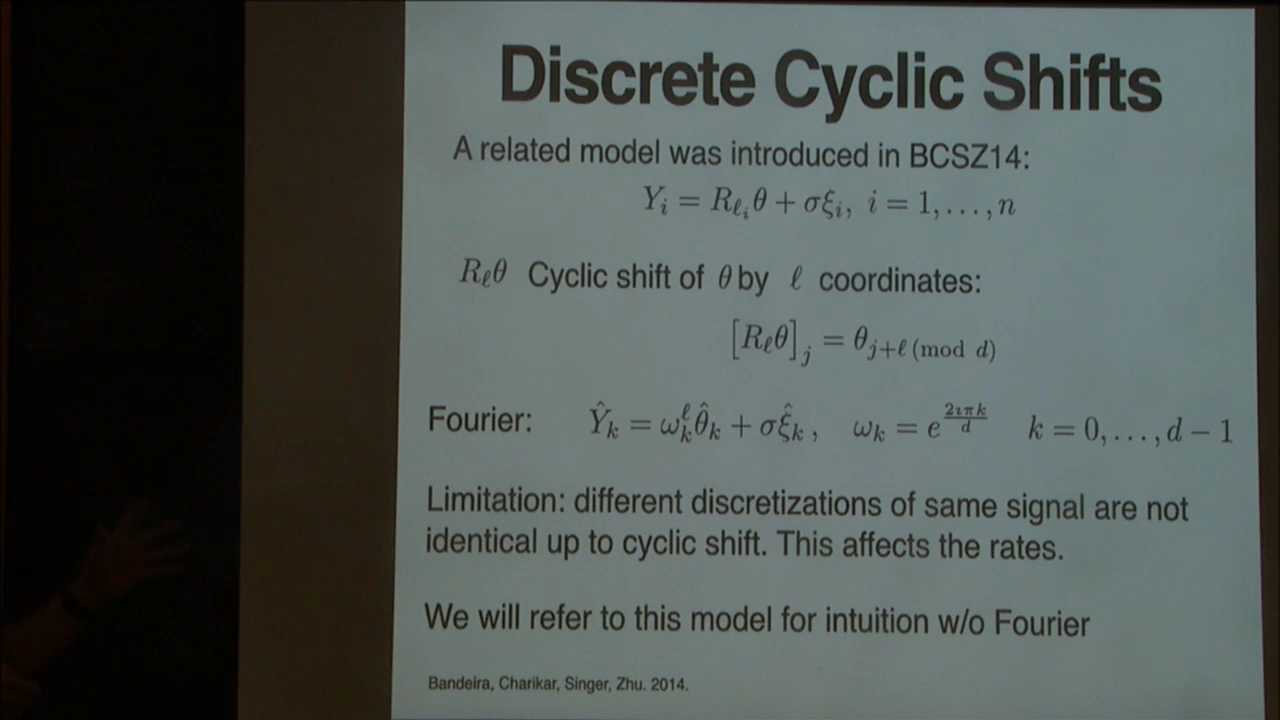 Discrete Cyclic Shifts
A related model was introduced in BCSZ14:
Y_i = R_{ℓ_i}θ + σξ_i, i = 1, . . . , n
R_ℓθ Cyclic shift of θ by ℓ coordinates:
[R_ℓθ]_j = θ_{j+ℓ (mod d)}
Fourier: Ŷ_k = ω_k^ℓ θ̂_k + σξ̂_k , ω_k = e^{\frac{2ıπk}{d}} k = 0, . . . , d − 1
Limitation: different discretizations of same signal are not
identical up to cyclic shift. This affects the rates.
We will refer to this model for intuition w/o Fourier
Bandeira, Charikar, Singer, Zhu. 2014.